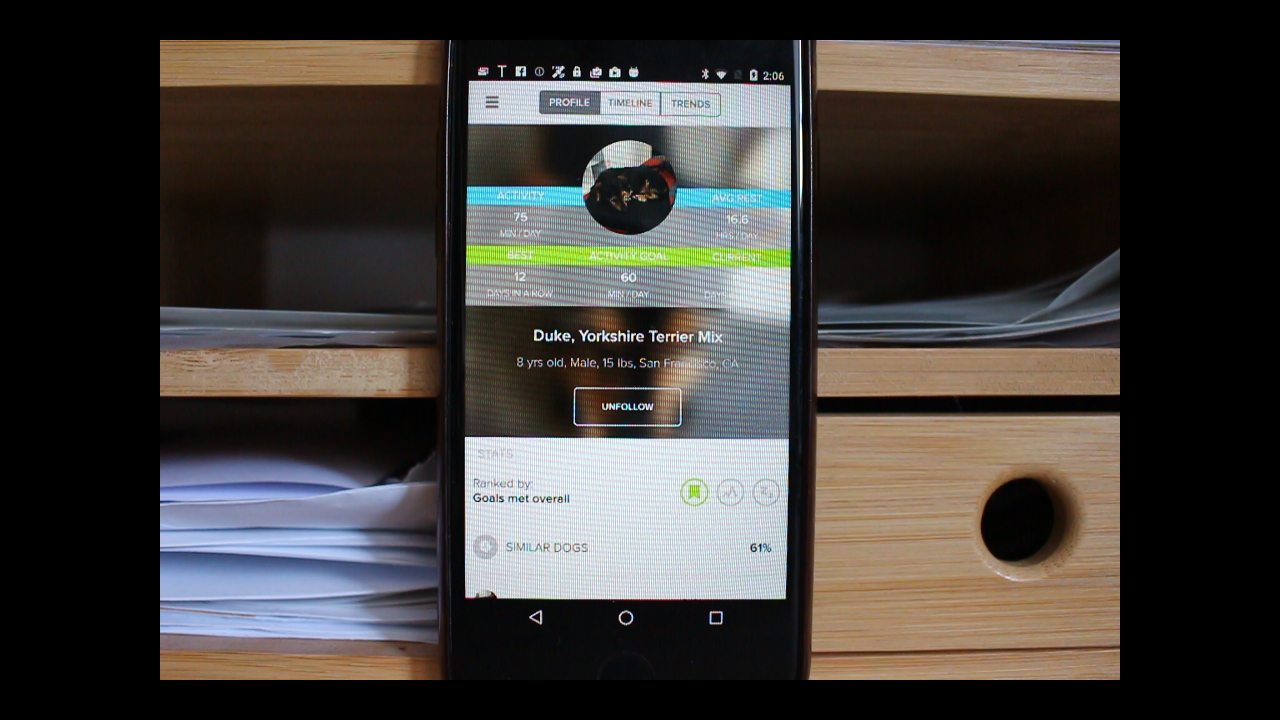 2:06
PROFILE TIMELINE TRENDS
ACTIVITY AVG REST
75 16.6
MIN / DAY HRS / DAY
BEST ACTIVITY GOAL CURRENT
12 60
DAYS IN A ROW MIN / DAY DAYS
Duke, Yorkshire Terrier Mix
8 yrs old, Male, 15 lbs, San Francisco, CA
UNFOLLOW
STATS
Ranked by:
Goals met overall
SIMILAR DOGS 61%